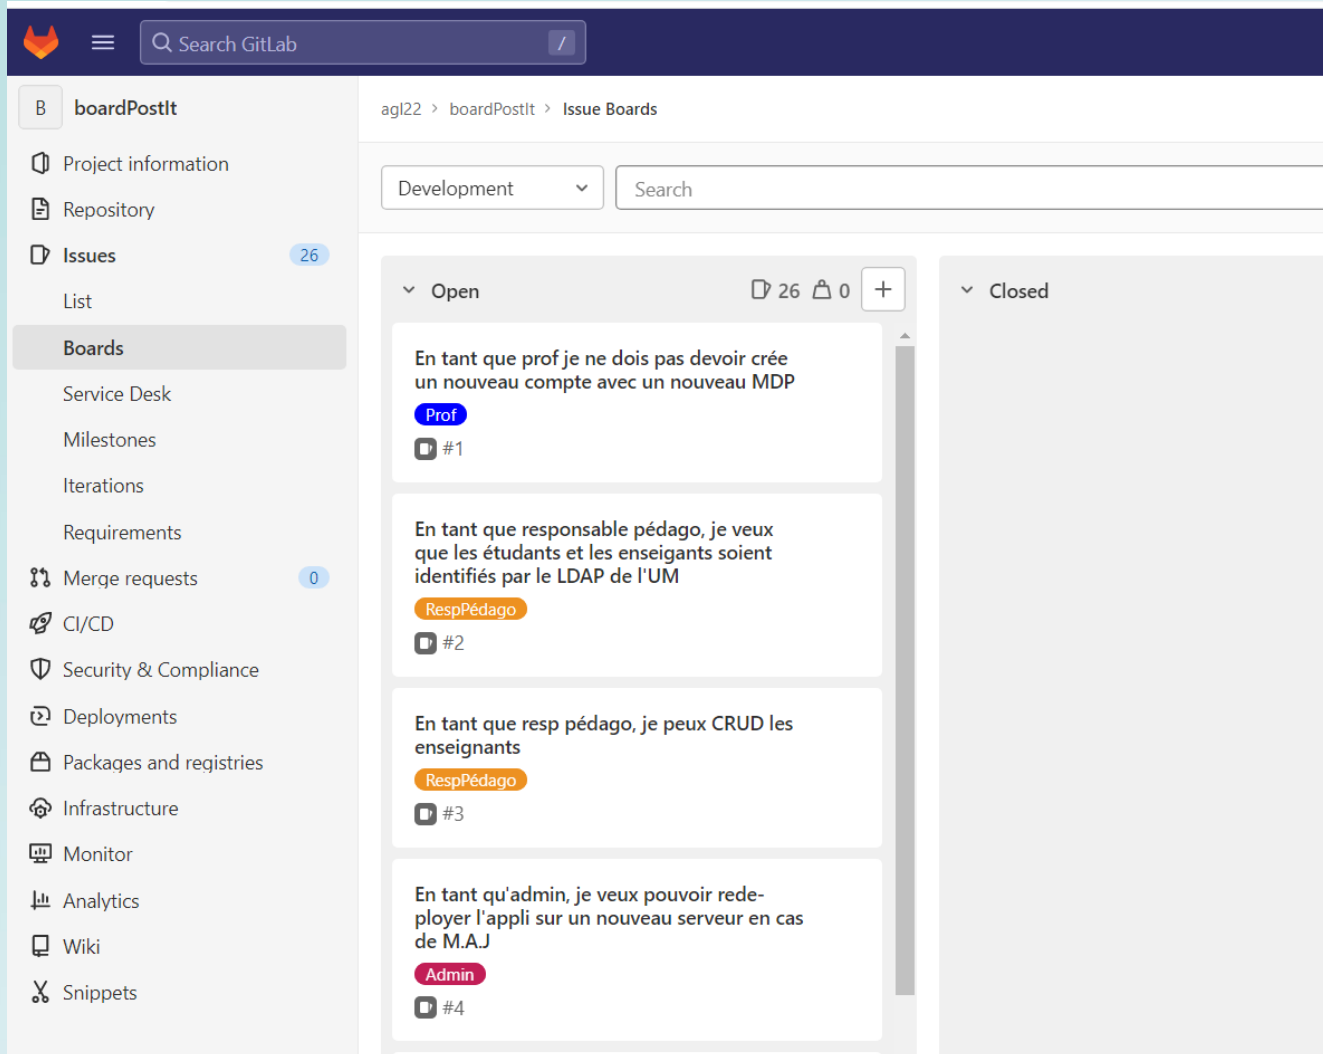 Search GitLab /
B boardPostIt
Project information
Repository
Issues 26
List
Boards
Service Desk
Milestones
Iterations
Requirements
Merge requests 0
CI/CD
Security & Compliance
Deployments
Packages and registries
Infrastructure
Monitor
Analytics
Wiki
Snippets
agl22 > boardPostIt > Issue Boards
Development
Search
Open 26 0 +
En tant que prof je ne dois pas devoir crée
un nouveau compte avec un nouveau MDP
Prof
#1
En tant que responsable pédago, je veux
que les étudants et les enseigants soient
identifiés par le LDAP de l'UM
RespPédago
#2
En tant que resp pédago, je peux CRUD les
enseignants
RespPédago
#3
En tant qu'admin, je veux pouvoir rede-
ployer l'appli sur un nouveau serveur en cas
de M.A.J
Admin
#4
Closed